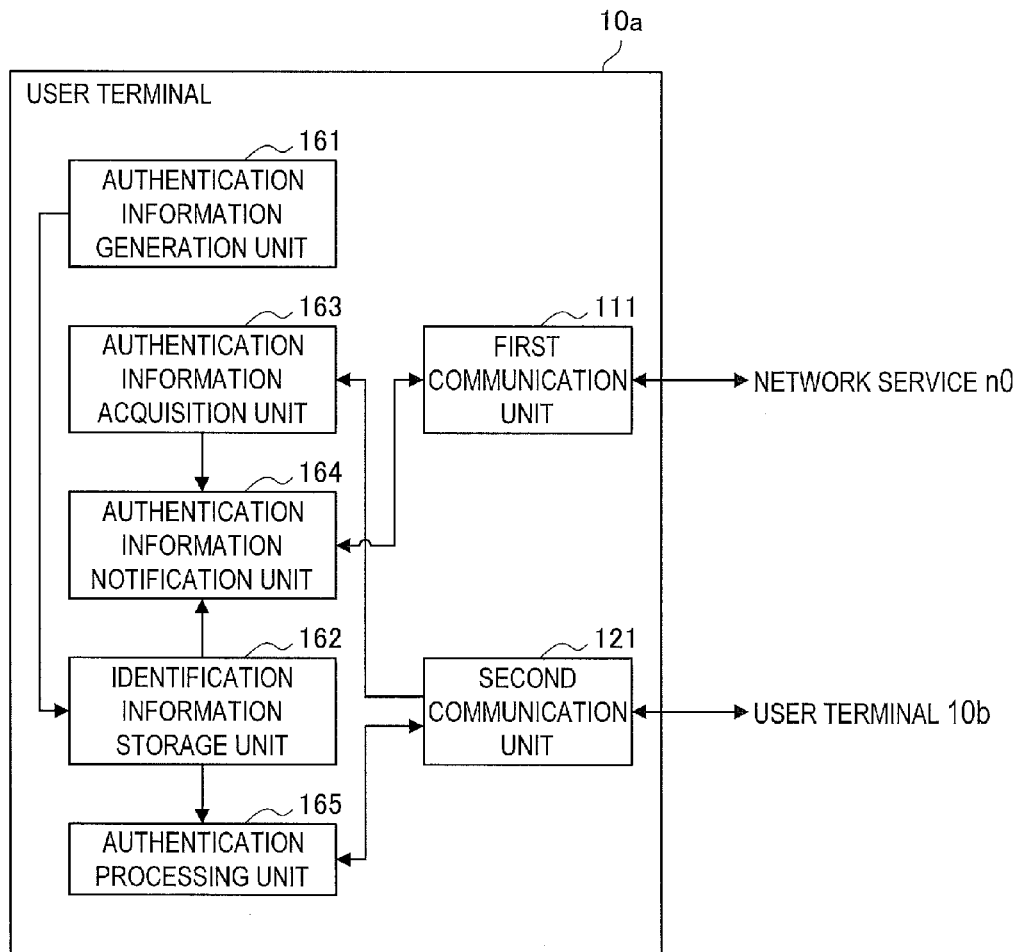 10a
USER TERMINAL
161
AUTHENTICATION
INFORMATION
GENERATION UNIT
163
AUTHENTICATION
INFORMATION
ACQUISITION UNIT
111
FIRST
COMMUNICATION
UNIT
NETWORK SERVICE n0
164
AUTHENTICATION
INFORMATION
NOTIFICATION UNIT
162
IDENTIFICATION
INFORMATION
STORAGE UNIT
121
SECOND
COMMUNICATION
UNIT
USER TERMINAL 10b
165
AUTHENTICATION
PROCESSING UNIT